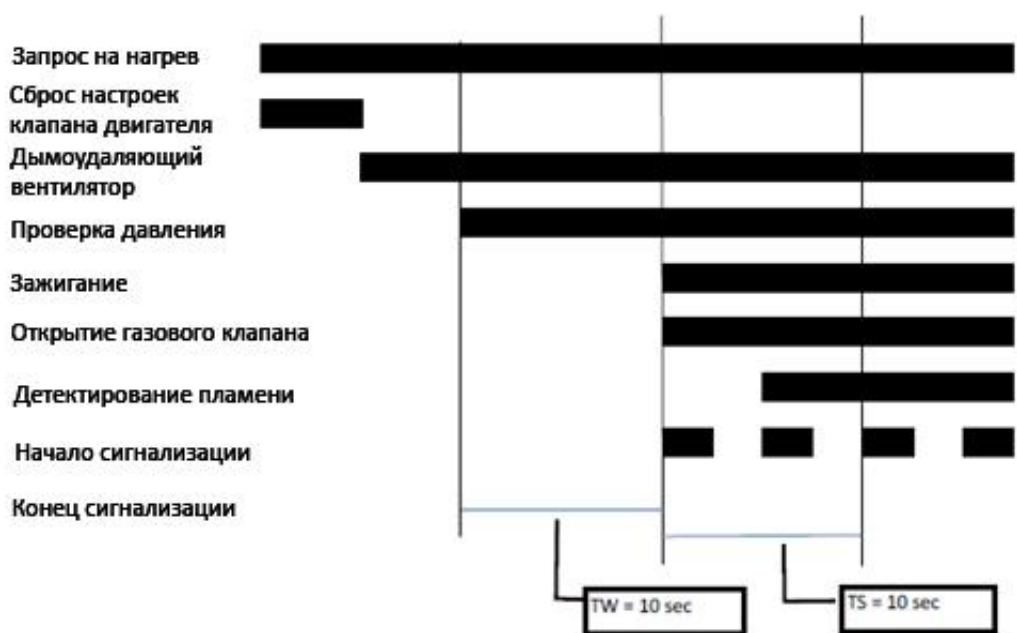 Запрос на нагрев
Сброс настроек
клапана двигателя
Дымоудаляющий
вентилятор
Проверка давления
Зажигание
Открытие газового клапана
Детектирование пламени
Начало сигнализации
Конец сигнализации
TW = 10 sec
TS = 10 sec